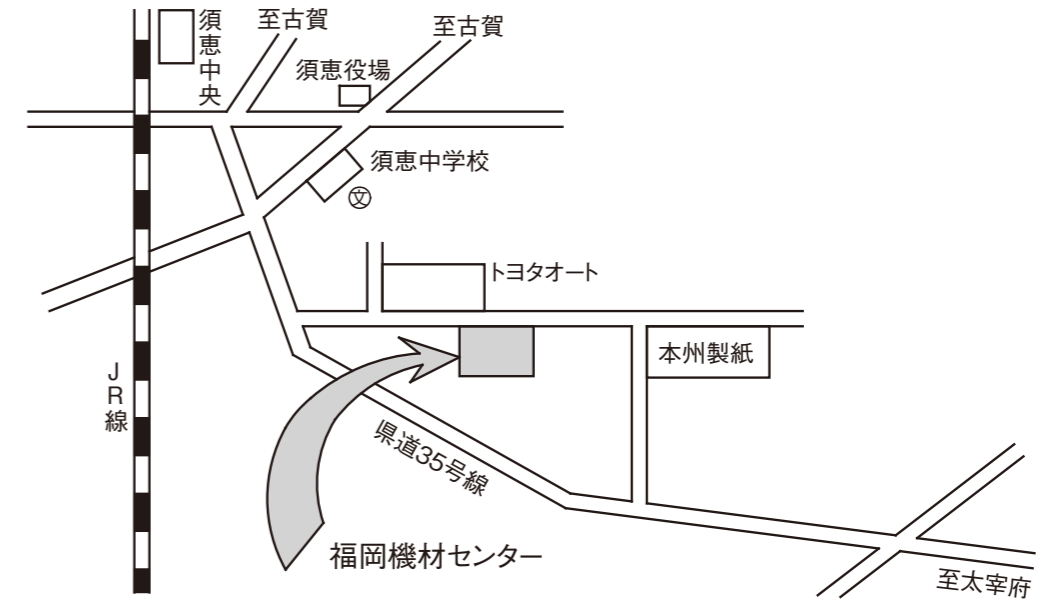 須恵中央
至古賀
至古賀
須恵役場
須恵中学校
文
トヨタオート
本州製紙
JR線
県道35号線
福岡機材センター
至太宰府